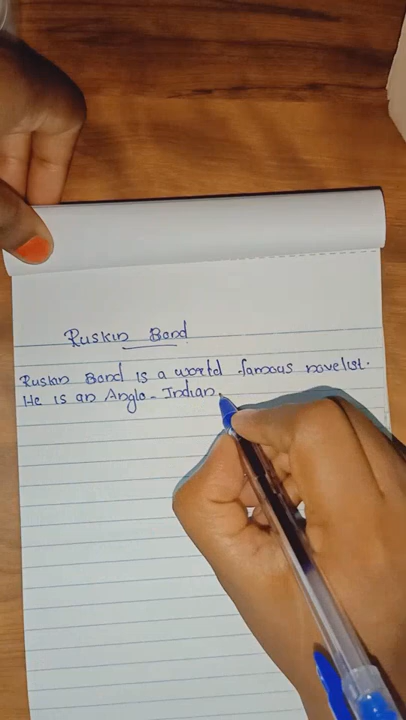 Ruskin Bond
Ruskin Bond is a world famous novelist.
He is an Anglo-Indian